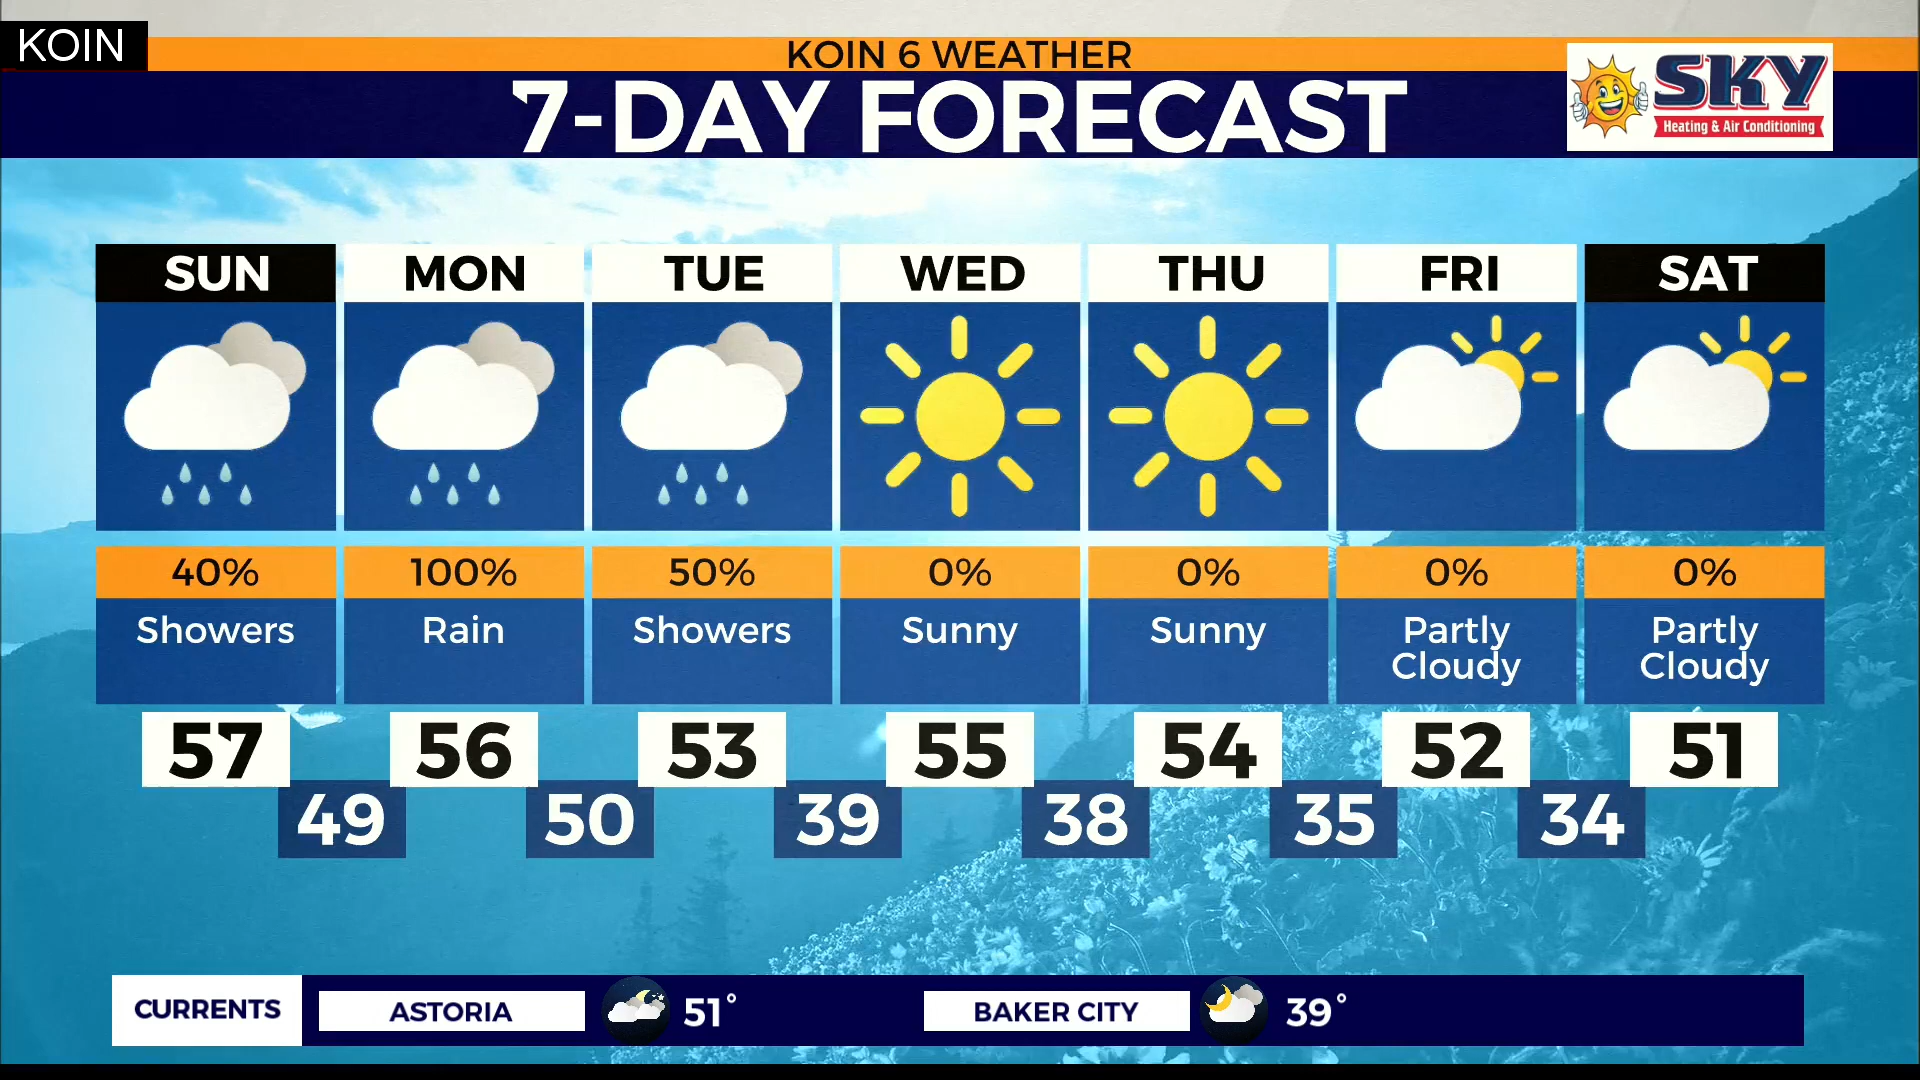 KOIN
KOIN 6 WEATHER
7-DAY FORECAST
SKY
Heating & Air Conditioning
SUN MON TUE WED THU FRI SAT
40% 100% 50% 0% 0% 0% 0%
Showers Rain Showers Sunny Sunny Partly Cloudy Partly Cloudy
57 56 53 55 54 52 51
49 50 39 38 35 34
CURRENTS ASTORIA 51° BAKER CITY 39°